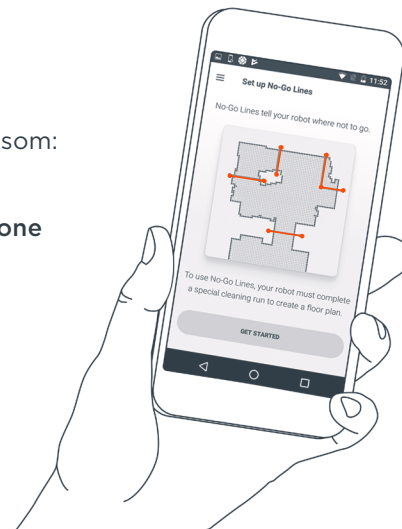 som:
one
11:52
Set up No-Go Lines
No-Go Lines tell your robot where not to go.
To use No-Go Lines, your robot must complete
a special cleaning run to create a floor plan.
GET STARTED